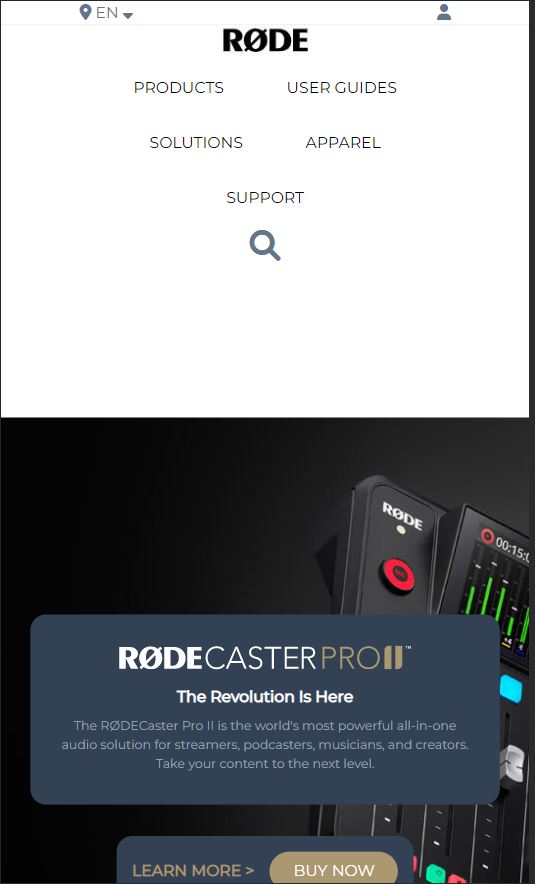 EN
RØDE
PRODUCTS USER GUIDES
SOLUTIONS APPAREL
SUPPORT
RØDE
00:15:0
RØDECASTER PRO II™
The Revolution Is Here
The RØDECaster Pro II is the world's most powerful all-in-one
audio solution for streamers, podcasters, musicians, and creators.
Take your content to the next level.
LEARN MORE > BUY NOW